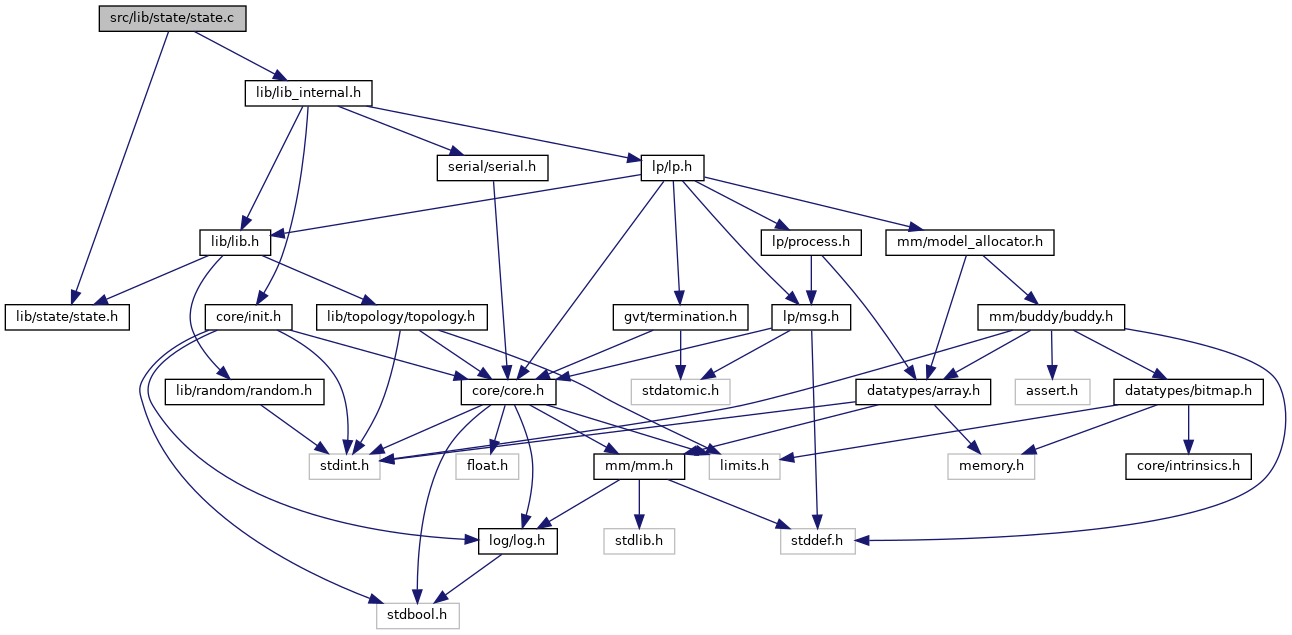 src/lib/state/state.c
lib/lib_internal.h
serial/serial.h
lp/lp.h
lib/lib.h
lp/process.h
mm/model_allocator.h
lib/state/state.h
core/init.h
lib/topology/topology.h
gvt/termination.h
lp/msg.h
mm/buddy/buddy.h
lib/random/random.h
core/core.h
stdatomic.h
datatypes/array.h
assert.h
datatypes/bitmap.h
stdint.h
float.h
mm/mm.h
limits.h
memory.h
core/intrinsics.h
log/log.h
stdlib.h
stddef.h
stdbool.h